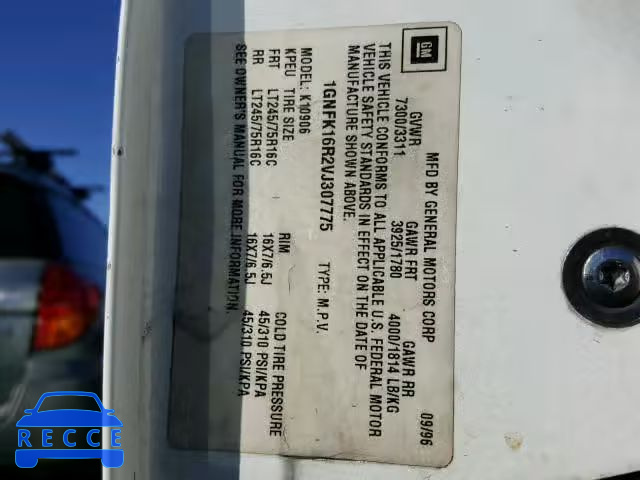 GM
MFD BY GENERAL MOTORS CORP 09/96
GVWR GAWR FRT GAWR RR
7300/3311 3925/1780 4000/1814 LB/KG
THIS VEHICLE CONFORMS TO ALL APPLICABLE U.S. FEDERAL MOTOR
VEHICLE SAFETY STANDARDS IN EFFECT ON THE DATE OF
MANUFACTURE SHOWN ABOVE.
1GNFK16R2VJ307775 TYPE: M.P.V.
MODEL: K10906
KPEU TIRE SIZE RIM COLD TIRE PRESSURE
FRT LT245/75R16C 16X7/6.5J 45/310 PSI/KPA
RR LT245/75R16C 16X7/6.5J 45/310 PSI/KPA
SEE OWNER'S MANUAL FOR MORE INFORMATION.
RECCE